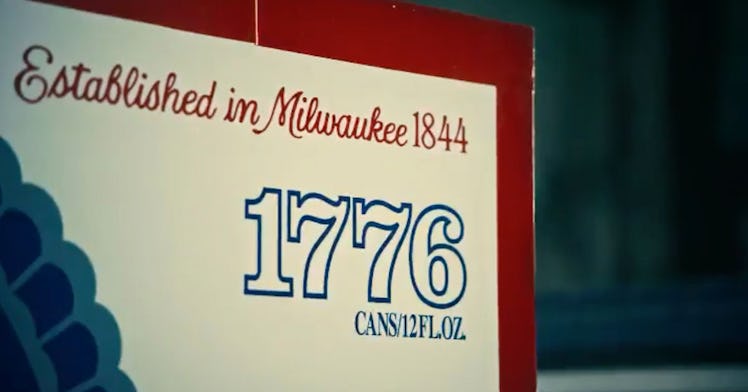 Established in Milwaukee 1844
1776
CANS/12FL.OZ.